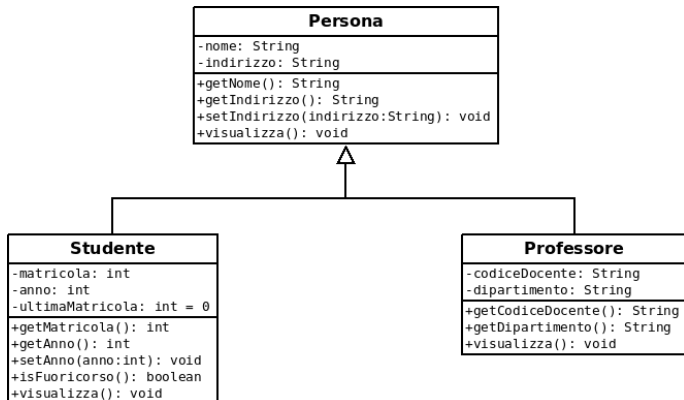 Persona
-nome: String
-indirizzo: String
+getNome(): String
+getIndirizzo(): String
+setIndirizzo(indirizzo:String): void
+visualizza(): void
Studente
-matricola: int
-anno: int
-ultimaMatricola: int = 0
+getMatricola(): int
+getAnno(): int
+setAnno(anno:int): void
+isFuoricorso(): boolean
+visualizza(): void
Professore
-codiceDocente: String
-dipartimento: String
+getCodiceDocente(): String
+getDipartimento(): String
+visualizza(): void